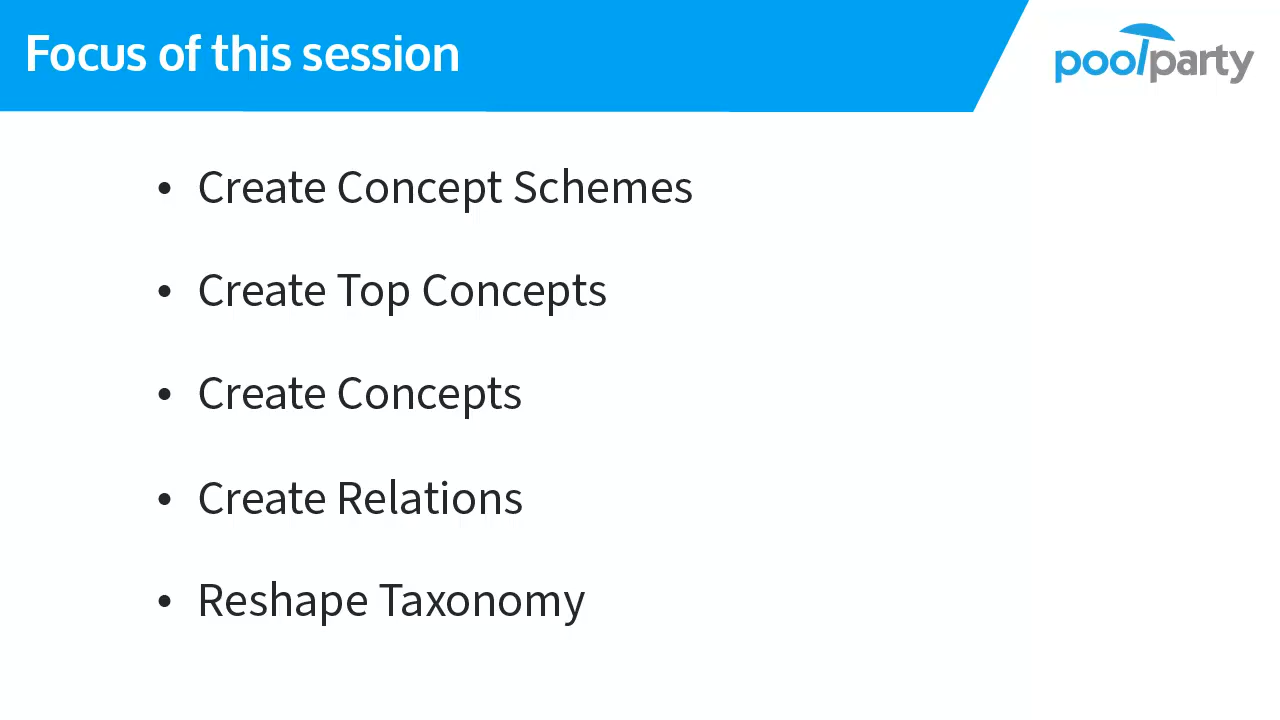 Focus of this session
poolparty
• Create Concept Schemes
• Create Top Concepts
• Create Concepts
• Create Relations
• Reshape Taxonomy